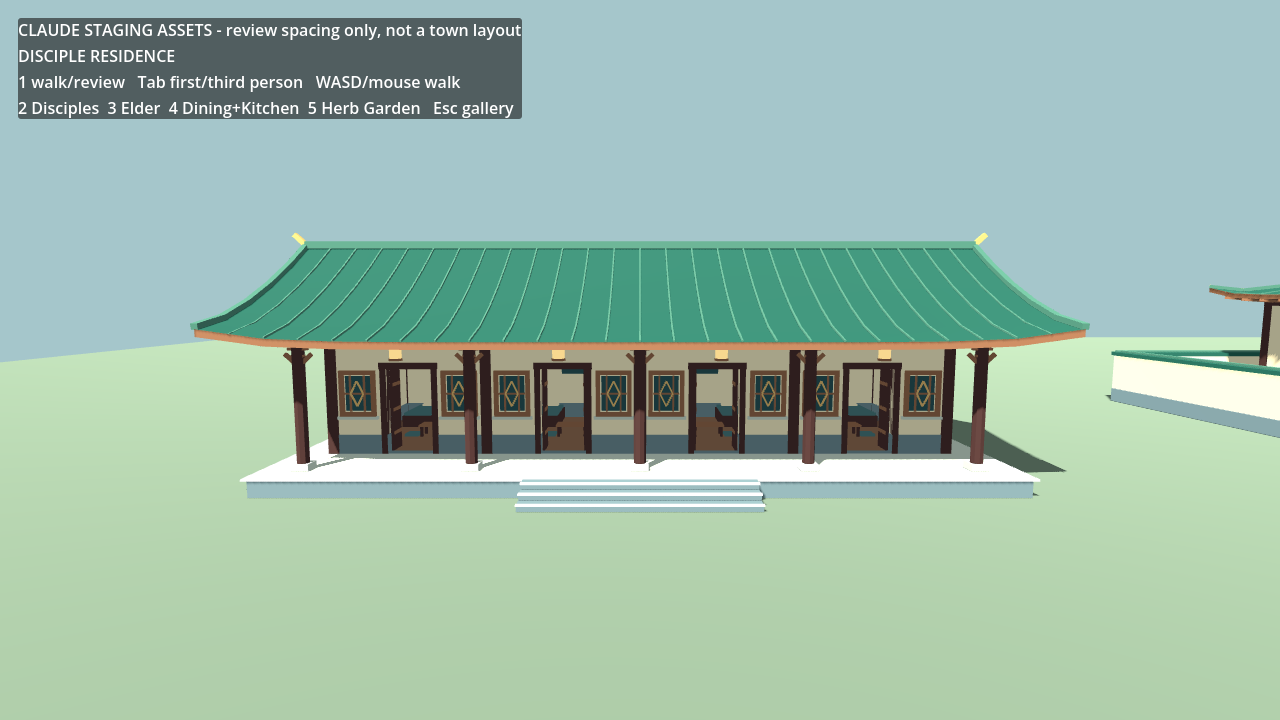 CLAUDE STAGING ASSETS - review spacing only, not a town layout
DISCIPLE RESIDENCE
1 walk/review   Tab first/third person   WASD/mouse walk
2 Disciples  3 Elder  4 Dining+Kitchen  5 Herb Garden   Esc gallery